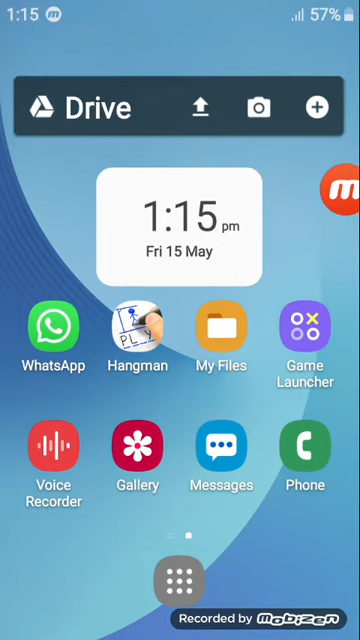 1:15
57%
Drive
1:15 pm
Fri 15 May
WhatsApp
Hangman
My Files
Game
Launcher
Voice
Recorder
Gallery
Messages
Phone
Recorded by Mobizen